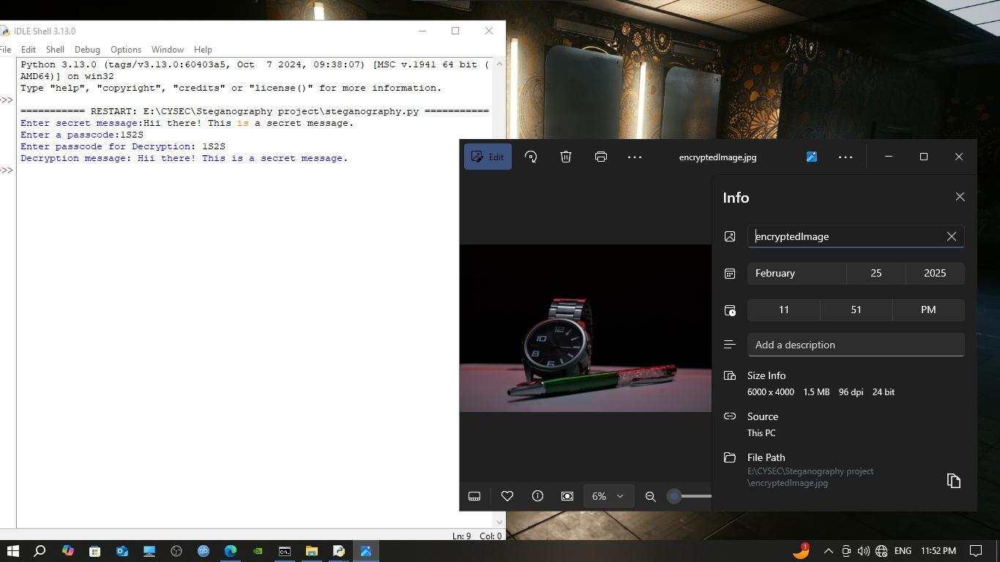 IDLE Shell 3.13.0
File Edit Shell Debug Options Window Help
Python 3.13.0 (tags/v3.13.0:60403a5, Oct  7 2024, 09:38:07) [MSC v.1941 64 bit (
AMD64)] on win32
Type "help", "copyright", "credits" or "license()" for more information.
>>>
=========== RESTART: E:\CYSEC\Steganography project\steganography.py ===========
Enter secret message:Hii there! This is a secret message.
Enter a passcode:lS2S
Enter passcode for Decryption: lS2S
Decryption message: Hii there! This is a secret message.
>>>
Ln: 9 Col: 0
Edit
encryptedImage.jpg
Info
encryptedImage
February 25 2025
11 51 PM
Add a description
Size Info
6000 x 4000 1.5 MB 96 dpi 24 bit
Source
This PC
File Path
E:\CYSEC\Steganography project
\encryptedImage.jpg
12
10
8
6
6%
qb
C:\
1
ENG 11:52 PM